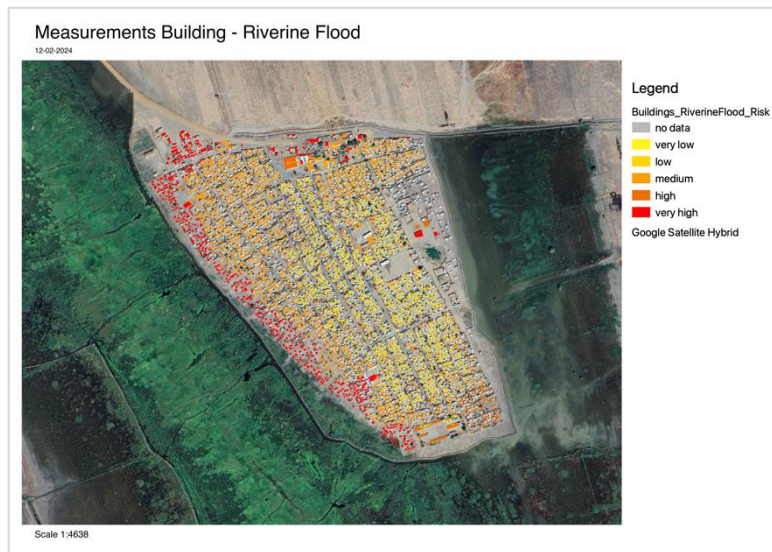 Measurements Building - Riverine Flood
12-02-2024
Legend
Buildings_RiverineFlood_Risk
no data
very low
low
medium
high
very high
Google Satellite Hybrid
Scale 1:4638